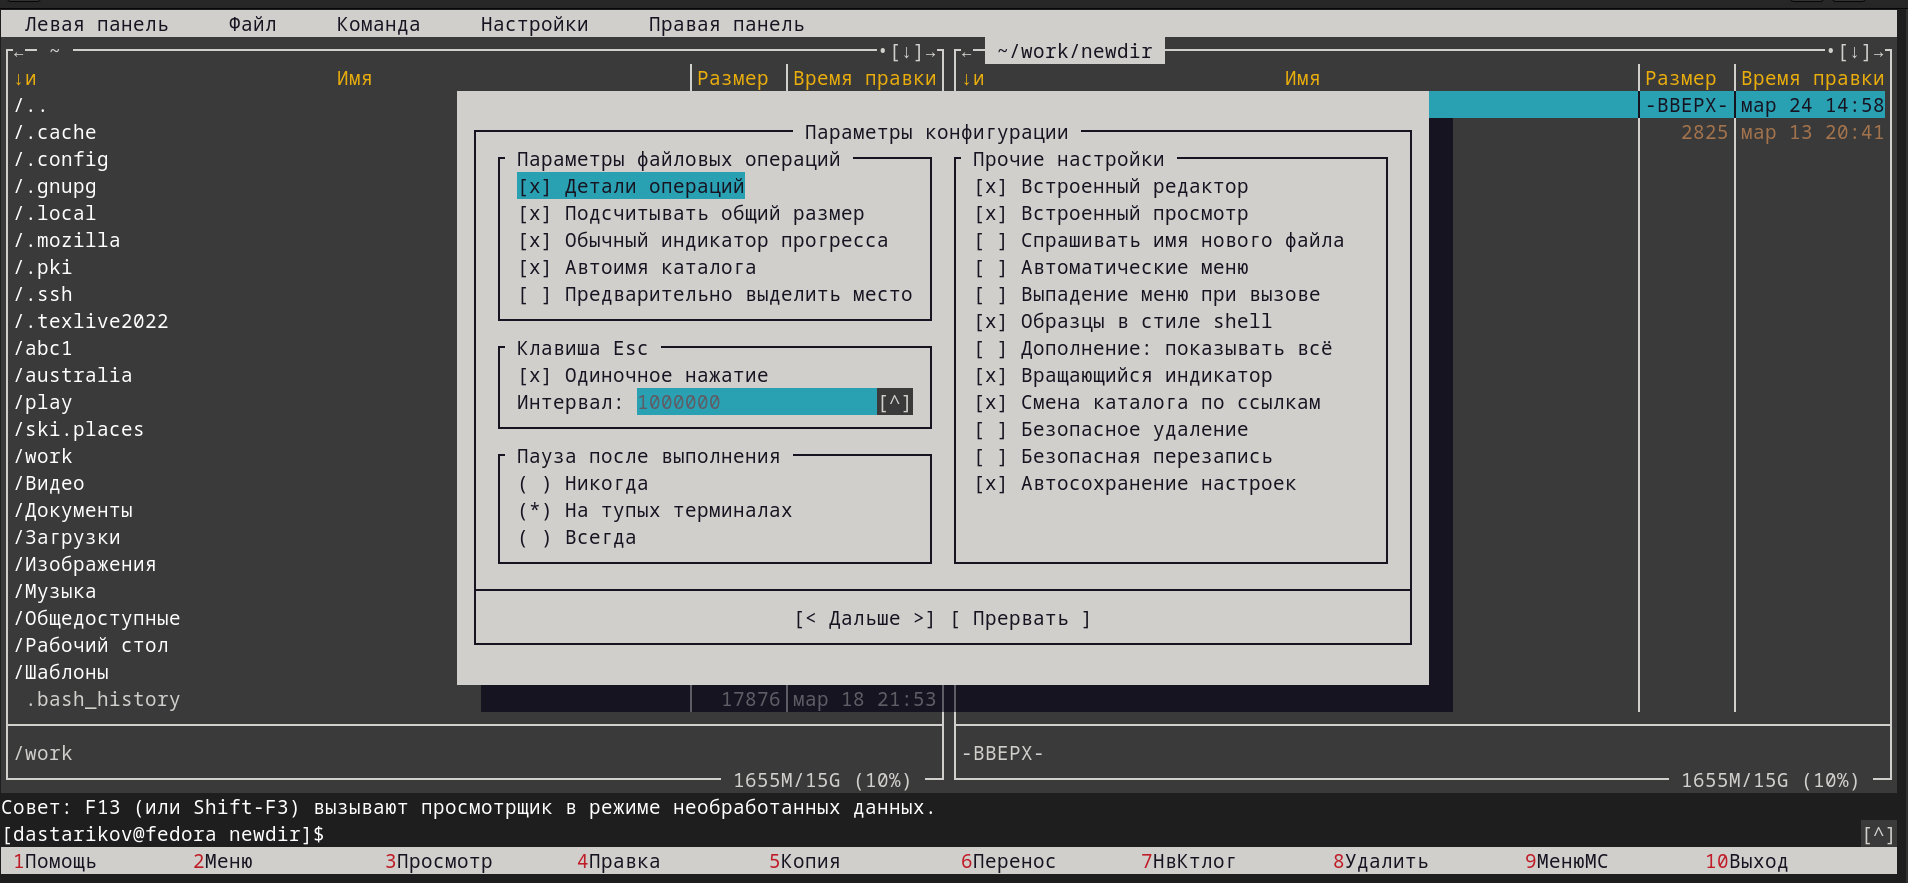 Левая панель Файл Команда Настройки Правая панель
←─ ~ •[↓]→ ←─ ~/work/newdir •[↓]→
↓и Имя Размер Время правки ↓и Имя Размер Время правки
/.. -ВВЕРХ- мар 24 14:58
/.cache Параметры конфигурации 2825 мар 13 20:41
/.config Параметры файловых операций Прочие настройки
/.gnupg [x] Детали операций [x] Встроенный редактор
/.local [x] Подсчитывать общий размер [x] Встроенный просмотр
/.mozilla [x] Обычный индикатор прогресса [ ] Спрашивать имя нового файла
/.pki [x] Автоимя каталога [ ] Автоматические меню
/.ssh [ ] Предварительно выделить место [ ] Выпадение меню при вызове
/.texlive2022 [x] Образцы в стиле shell
/abc1 Клавиша Esc [ ] Дополнение: показывать всё
/australia [x] Одиночное нажатие [x] Вращающийся индикатор
/play Интервал: 1000000 [^] [x] Смена каталога по ссылкам
/ski.places [ ] Безопасное удаление
/work Пауза после выполнения [ ] Безопасная перезапись
/Видео ( ) Никогда [x] Автосохранение настроек
/Документы (*) На тупых терминалах
/Загрузки ( ) Всегда
/Изображения
/Музыка
/Общедоступные [< Дальше >] [ Прервать ]
/Рабочий стол
/Шаблоны
.bash_history 17876 мар 18 21:53
/work -ВВЕРХ-
1655M/15G (10%) 1655M/15G (10%)
Совет: F13 (или Shift-F3) вызывают просмотрщик в режиме необработанных данных.
[dastarikov@fedora newdir]$ [^]
1Помощь 2Меню 3Просмотр 4Правка 5Копия 6Перенос 7НвКтлог 8Удалить 9МенюMC 10Выход